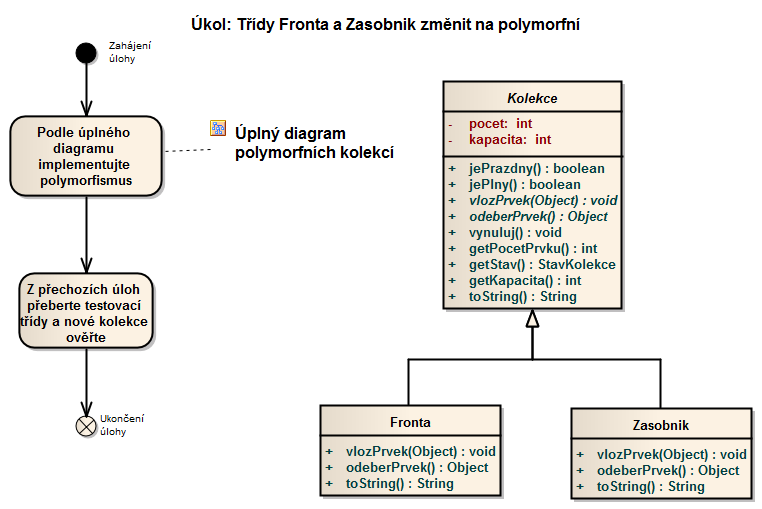 Úkol: Třídy Fronta a Zasobnik změnit na polymorfní
Zahájení
úlohy
Podle úplného
diagramu
implementujte
polymorfismus
Úplný diagram
polymorfních kolekcí
Z přechozích úloh
přeberte testovací
třídy a nové kolekce
ověřte
Ukončení
úlohy
Kolekce
- pocet: int
- kapacita: int
+ jePrazdny() : boolean
+ jePlny() : boolean
+ vlozPrvek(Object) : void
+ odeberPrvek() : Object
+ vynuluj() : void
+ getPocetPrvku() : int
+ getStav() : StavKolekce
+ getKapacita() : int
+ toString() : String
Fronta
+ vlozPrvek(Object) : void
+ odeberPrvek() : Object
+ toString() : String
Zasobnik
+ vlozPrvek(Object) : void
+ odeberPrvek() : Object
+ toString() : String